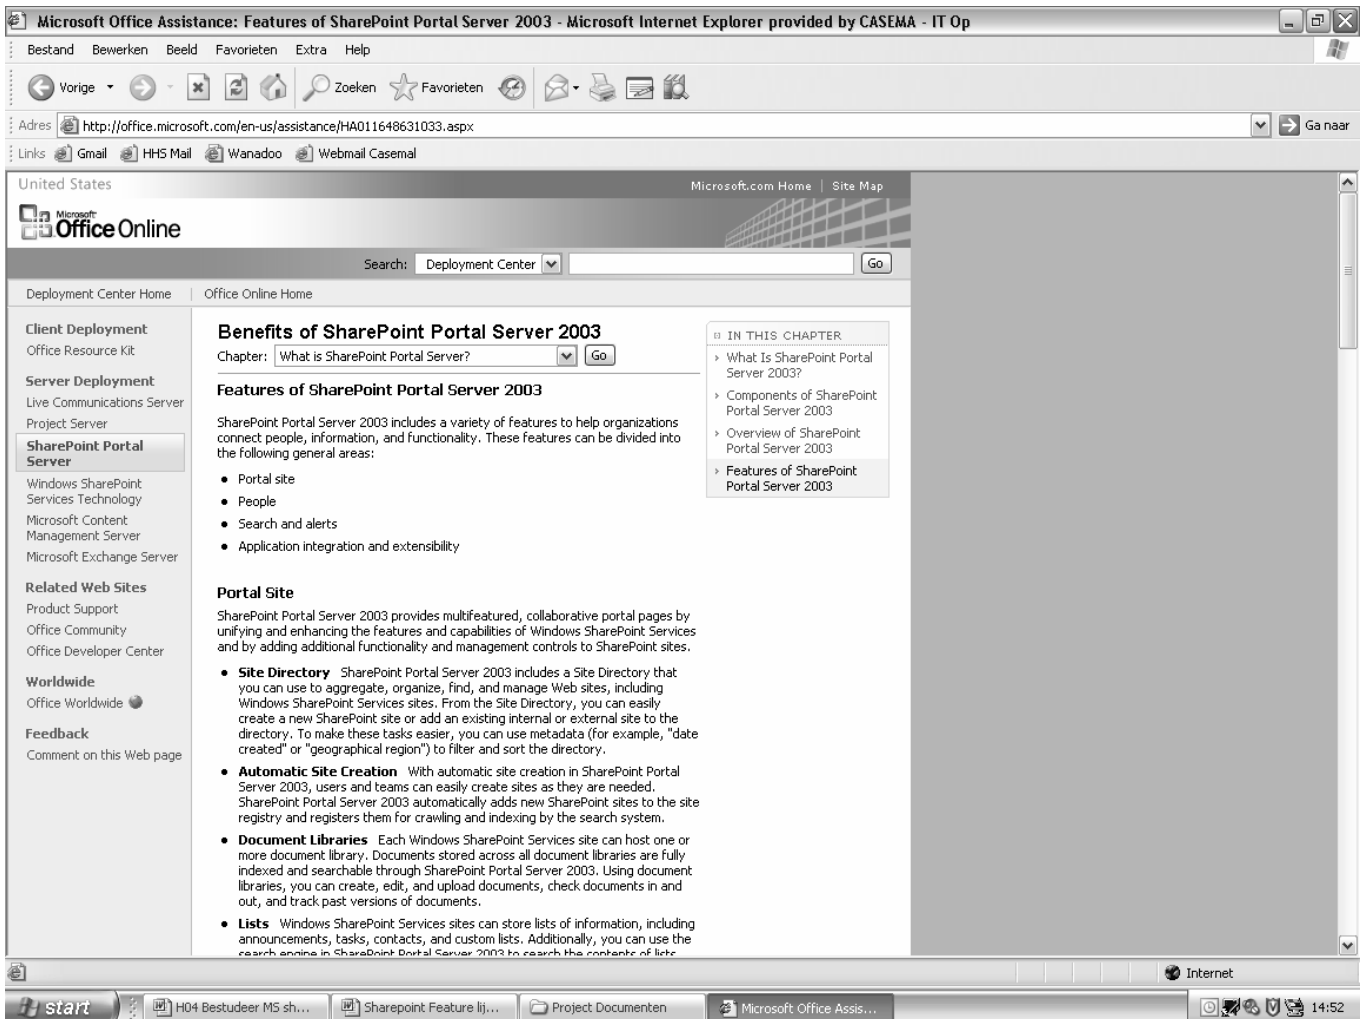 Microsoft Office Assistance: Features of SharePoint Portal Server 2003 - Microsoft Internet Explorer provided by CASEMA - IT Op
Bestand Bewerken Beeld Favorieten Extra Help
Vorige Zoeken Favorieten
Adres http://office.microsoft.com/en-us/assistance/HA011648631033.aspx Ga naar
Links Gmail HHS Mail Wanadoo Webmail Casemal
United States Microsoft.com Home | Site Map
Microsoft
Office Online
Search: Deployment Center Go
Deployment Center Home | Office Online Home
Client Deployment
Office Resource Kit
Server Deployment
Live Communications Server
Project Server
SharePoint Portal
Server
Windows SharePoint
Services Technology
Microsoft Content
Management Server
Microsoft Exchange Server
Related Web Sites
Product Support
Office Community
Office Developer Center
Worldwide
Office Worldwide
Feedback
Comment on this Web page
Benefits of SharePoint Portal Server 2003
Chapter: What is SharePoint Portal Server? Go
Features of SharePoint Portal Server 2003
SharePoint Portal Server 2003 includes a variety of features to help organizations
connect people, information, and functionality. These features can be divided into
the following general areas:
• Portal site
• People
• Search and alerts
• Application integration and extensibility
Portal Site
SharePoint Portal Server 2003 provides multifeatured, collaborative portal pages by
unifying and enhancing the features and capabilities of Windows SharePoint Services
and by adding additional functionality and management controls to SharePoint sites.
• Site Directory SharePoint Portal Server 2003 includes a Site Directory that
you can use to aggregate, organize, find, and manage Web sites, including
Windows SharePoint Services sites. From the Site Directory, you can easily
create a new SharePoint site or add an existing internal or external site to the
directory. To make these tasks easier, you can use metadata (for example, "date
created" or "geographical region") to filter and sort the directory.
• Automatic Site Creation With automatic site creation in SharePoint Portal
Server 2003, users and teams can easily create sites as they are needed.
SharePoint Portal Server 2003 automatically adds new SharePoint sites to the site
registry and registers them for crawling and indexing by the search system.
• Document Libraries Each Windows SharePoint Services site can host one or
more document library. Documents stored across all document libraries are fully
indexed and searchable through SharePoint Portal Server 2003. Using document
libraries, you can create, edit, and upload documents, check documents in and
out, and track past versions of documents.
• Lists Windows SharePoint Services sites can store lists of information, including
announcements, tasks, contacts, and custom lists. Additionally, you can use the
search engine in SharePoint Portal Server 2003 to search the contents of lists
IN THIS CHAPTER
› What Is SharePoint Portal
Server 2003?
› Components of SharePoint
Portal Server 2003
› Overview of SharePoint
Portal Server 2003
› Features of SharePoint
Portal Server 2003
Internet
start H04 Bestudeer MS sh... Sharepoint Feature lij... Project Documenten Microsoft Office Assis... 14:52